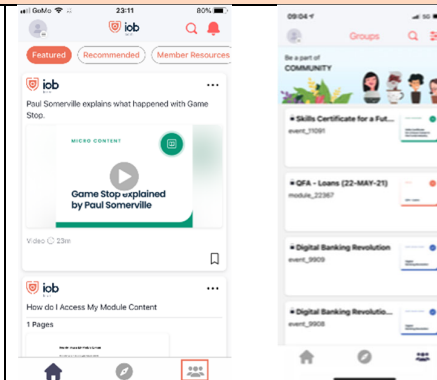 GoMo 23:11 80%
iob
Featured Recommended Member Resources
iob
Paul Somerville explains what happened with Game
Stop.
MICRO CONTENT
Game Stop explained
by Paul Somerville
Video 23m
iob
How do I Access My Module Content
1 Pages
09:04 5G
Groups
Be a part of
COMMUNITY
Skills Certificate for a Fut...
event_11091
QFA - Loans (22-MAY-21)
module_22367
Digital Banking Revolution
event_9909
Digital Banking Revolutio...
event_9908